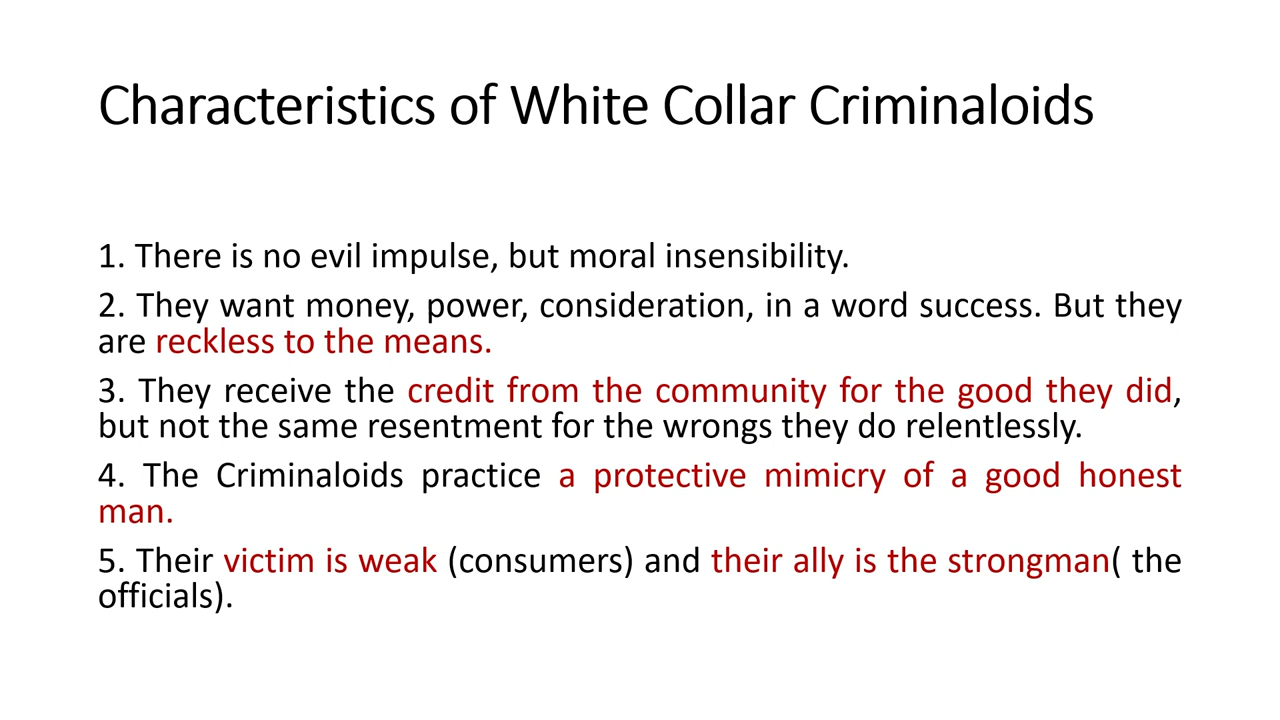 Characteristics of White Collar Criminaloids
1. There is no evil impulse, but moral insensibility.
2. They want money, power, consideration, in a word success. But they
are reckless to the means.
3. They receive the credit from the community for the good they did,
but not the same resentment for the wrongs they do relentlessly.
4. The Criminaloids practice a protective mimicry of a good honest
man.
5. Their victim is weak (consumers) and their ally is the strongman( the
officials).